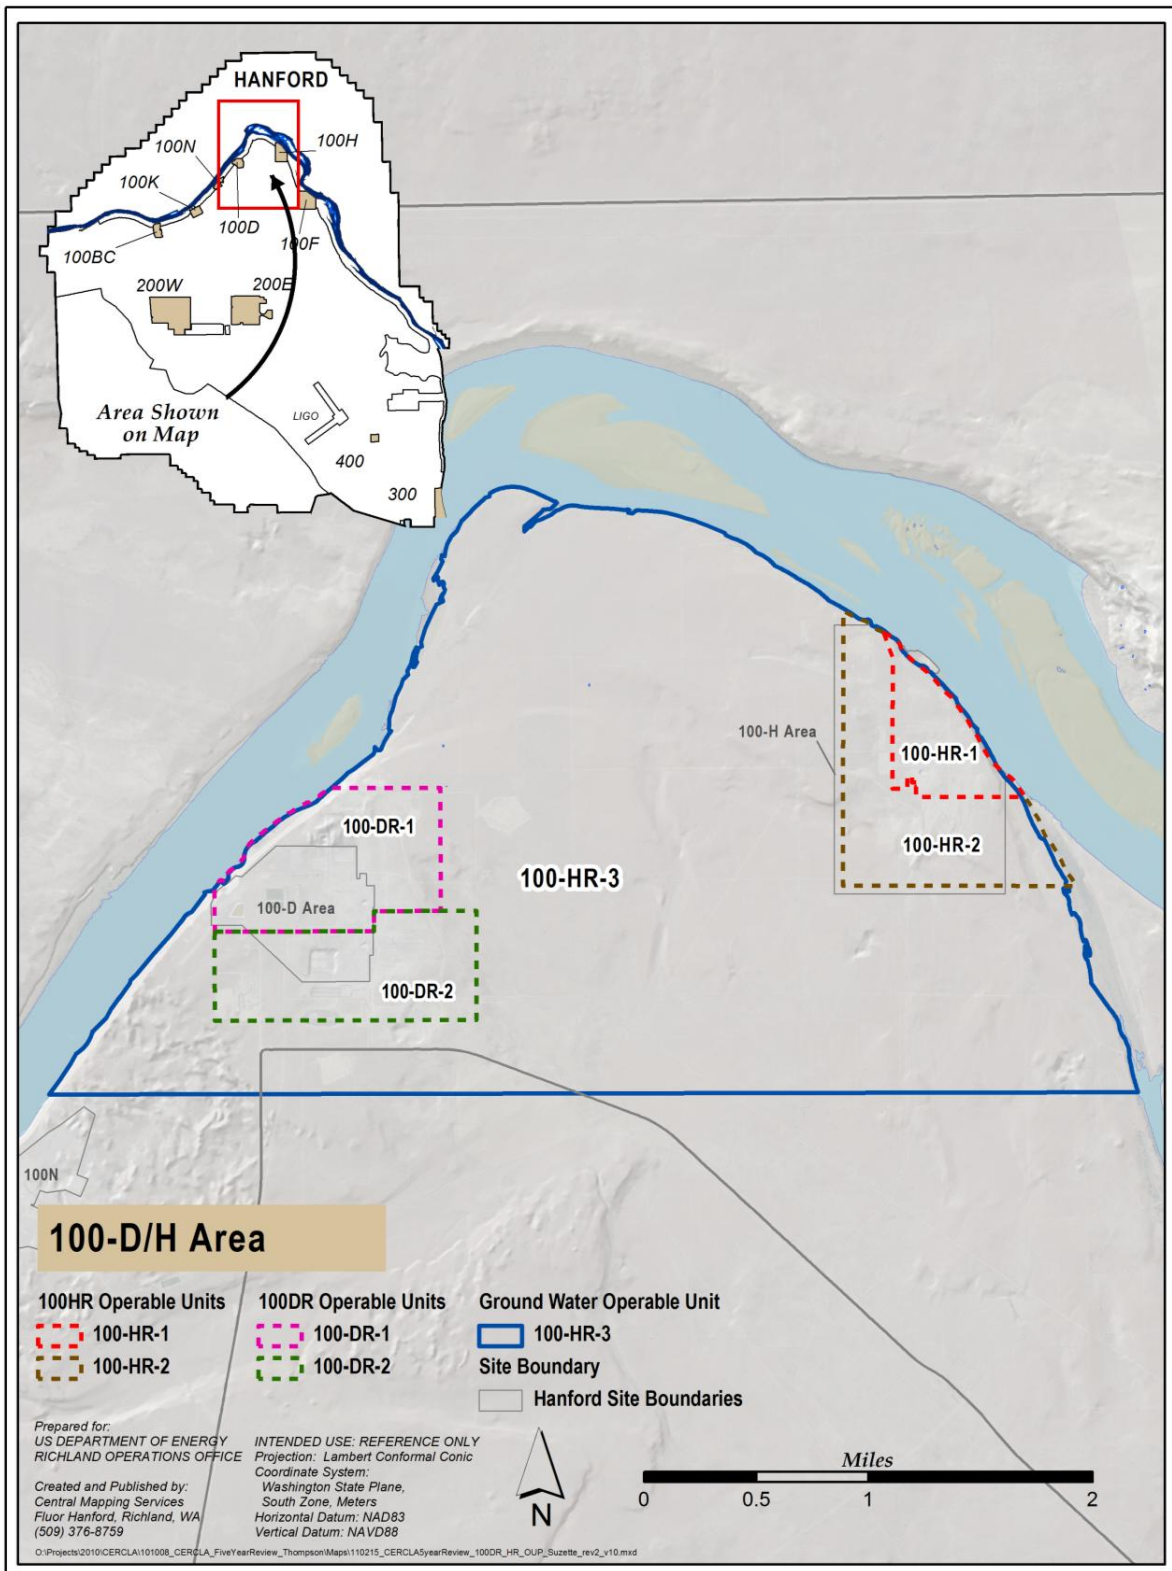 HANFORD
100N
100H
100K
100D
100F
100BC
200W
200E
Area Shown
on Map
LIGO
400
300
100-H Area
100-HR-1
100-HR-2
100-DR-1
100-HR-3
100-D Area
100-DR-2
100N
100-D/H Area
100HR Operable Units
100-HR-1
100-HR-2
100DR Operable Units
100-DR-1
100-DR-2
Ground Water Operable Unit
100-HR-3
Site Boundary
Hanford Site Boundaries
Prepared for:
US DEPARTMENT OF ENERGY
RICHLAND OPERATIONS OFFICE
Created and Published by:
Central Mapping Services
Fluor Hanford, Richland, WA
(509) 376-8759
INTENDED USE: REFERENCE ONLY
Projection: Lambert Conformal Conic
Coordinate System:
Washington State Plane,
South Zone, Meters
Horizontal Datum: NAD83
Vertical Datum: NAVD88
N
Miles
0 0.5 1 2
O:\Projects\2010\CERCLA\101008_CERCLA_FiveYearReview_Thompson\Maps\110215_CERCLA5yearReview_100DR_HR_OUP_Suzette_rev2_v10.mxd